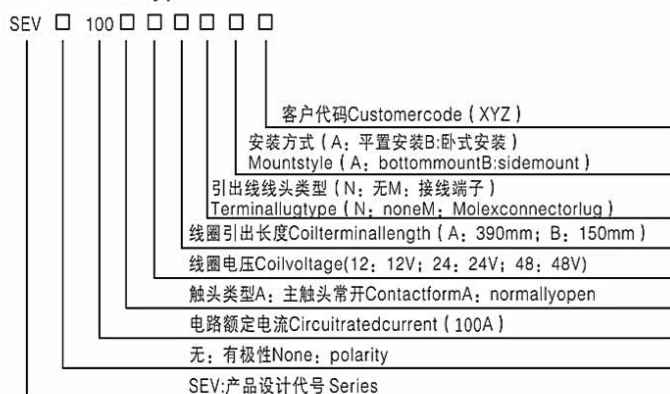 SEV □ 100 □ □ □ □ □ □
客户代码Customercode（XYZ）
安装方式（A：平置安装B:卧式安装）
Mountstyle（A：bottommountB:sidemount）
引出线线头类型（N：无M：接线端子）
Terminallugtype（N：noneM：Molexconnectorlug）
线圈引出长度Coilterminallength（A：390mm；B：150mm）
线圈电压Coilvoltage(12：12V；24：24V；48：48V)
触头类型A：主触头常开ContactformA：normallyopen
电路额定电流Circuitratedcurrent（100A）
无：有极性None：polarity
SEV:产品设计代号Series